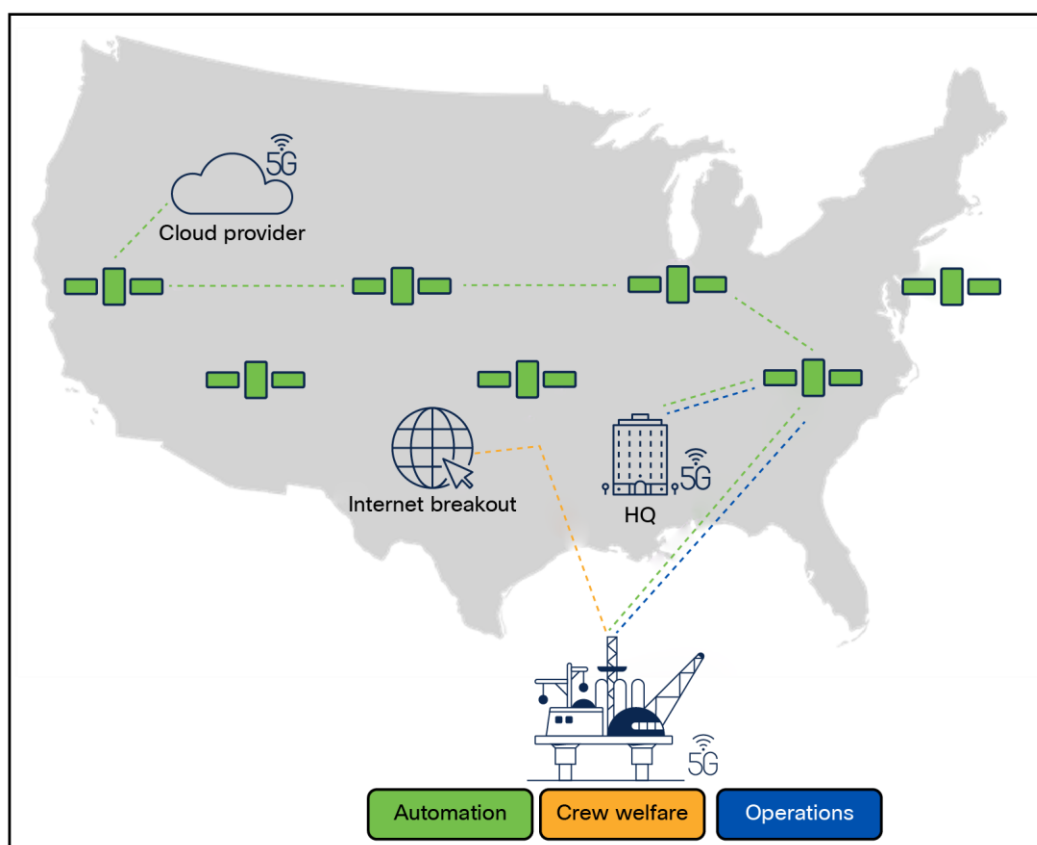 5G
Cloud provider
Internet breakout
5G
HQ
5G
Automation
Crew welfare
Operations